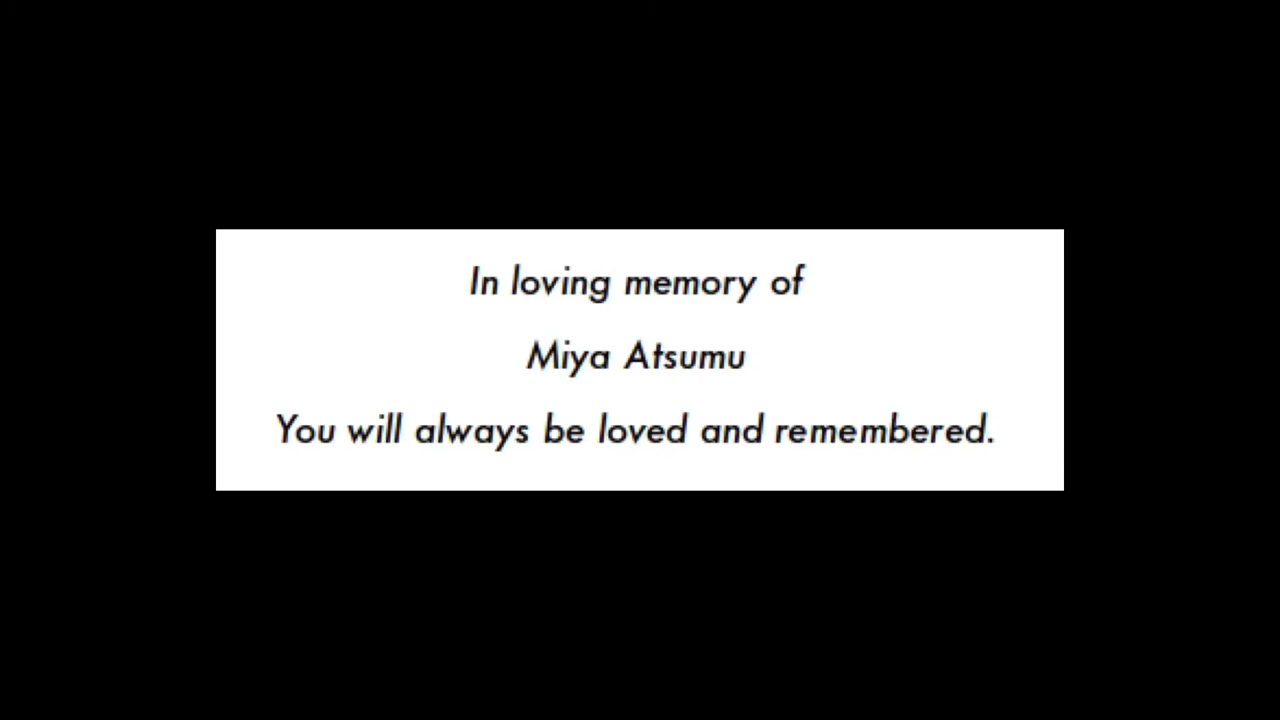 In loving memory of
Miya Atsumu
You will always be loved and remembered.